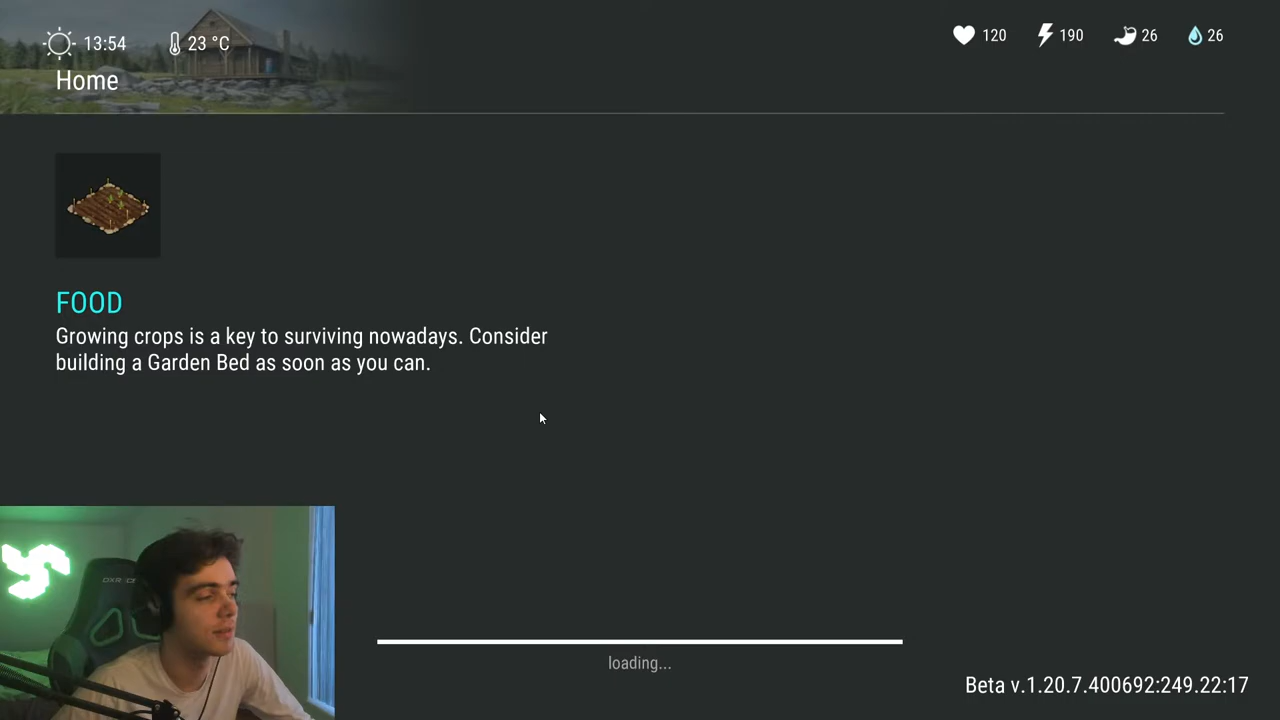 13:54
23 °C
Home
120
190
26
26
FOOD
Growing crops is a key to surviving nowadays. Consider
building a Garden Bed as soon as you can.
loading...
Beta v.1.20.7.400692:249.22:17